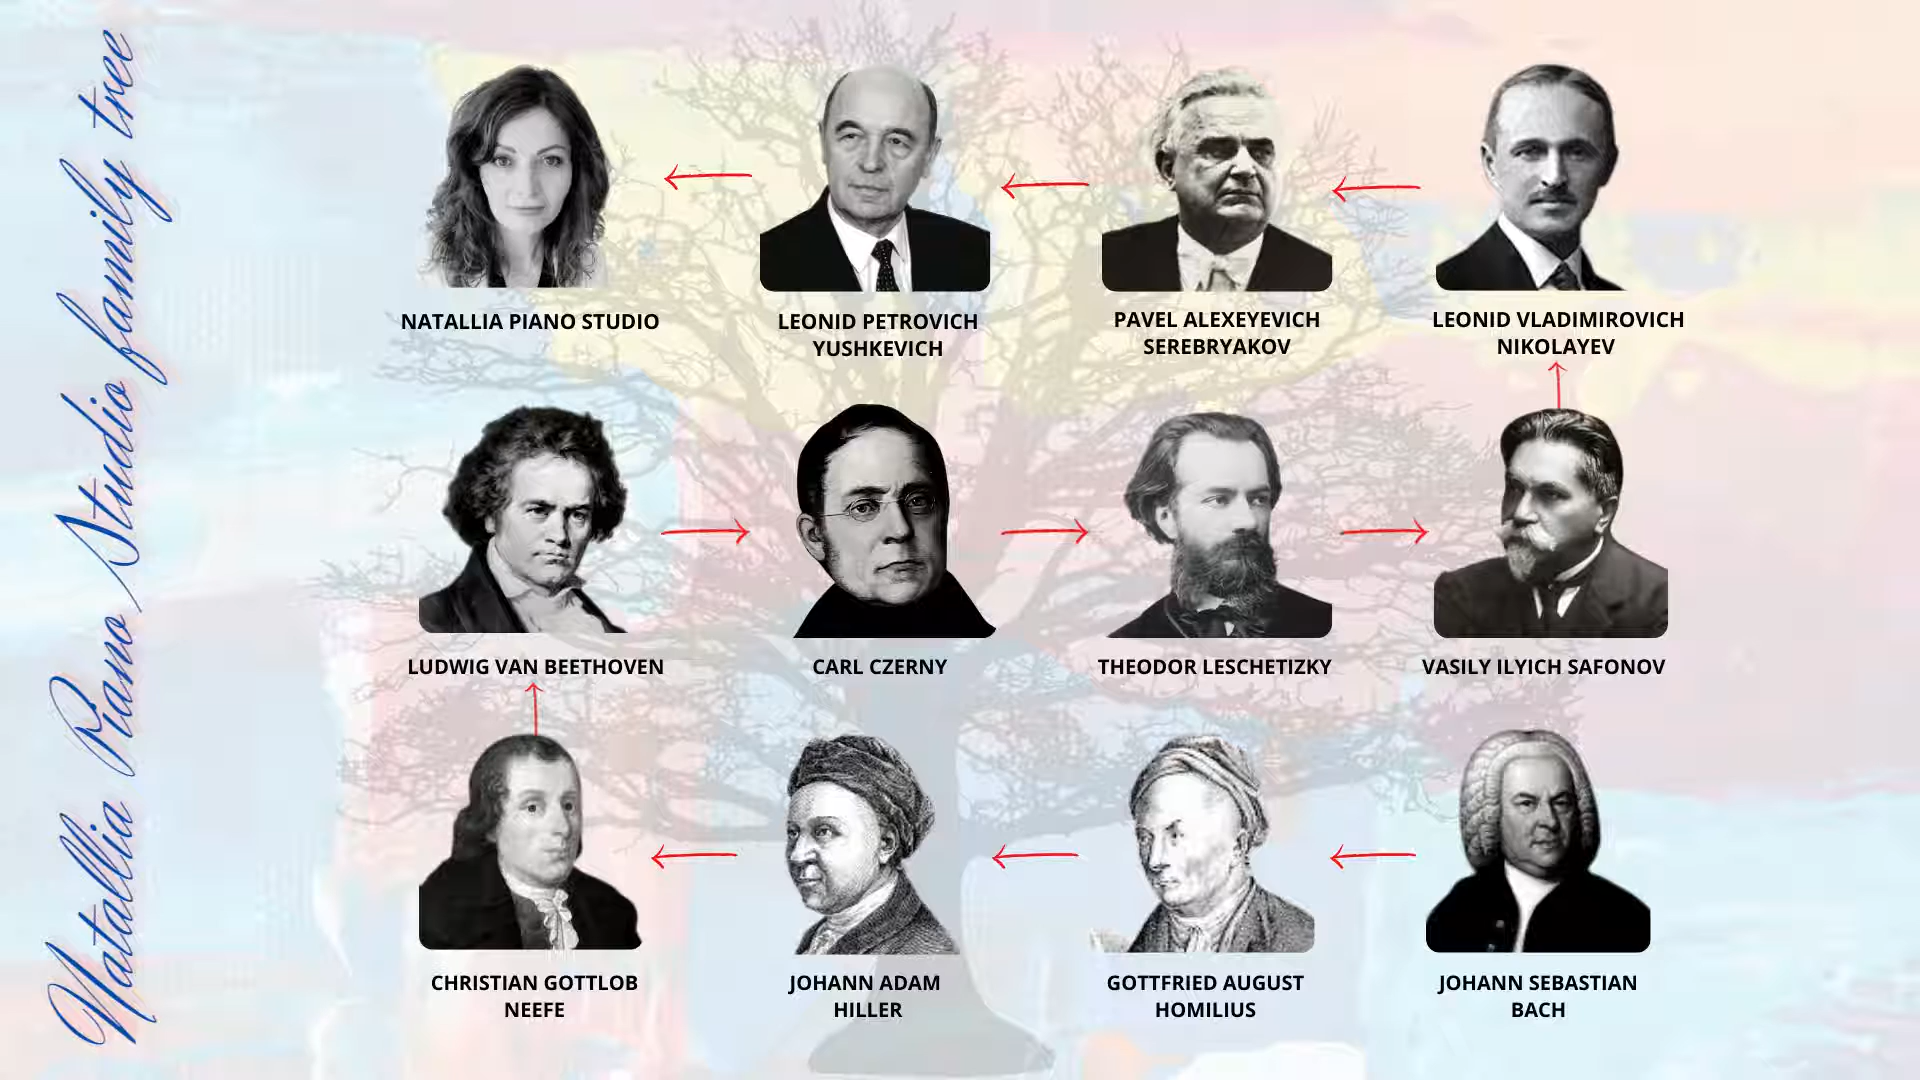 Natallia Piano Studio family tree
NATALLIA PIANO STUDIO
LEONID PETROVICH
YUSHKEVICH
PAVEL ALEXEYEVICH
SEREBRYAKOV
LEONID VLADIMIROVICH
NIKOLAYEV
LUDWIG VAN BEETHOVEN
CARL CZERNY
THEODOR LESCHETIZKY
VASILY ILYICH SAFONOV
CHRISTIAN GOTTLOB
NEEFE
JOHANN ADAM
HILLER
GOTTFRIED AUGUST
HOMILIUS
JOHANN SEBASTIAN
BACH